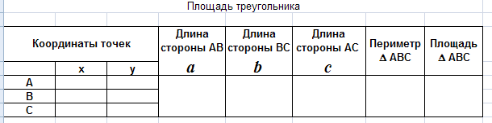 Площадь треугольника
Координаты точек
Длина стороны AB
a
Длина стороны BC
b
Длина стороны AC
c
Периметр Δ ABC
Площадь Δ ABC
x y
A
B
C